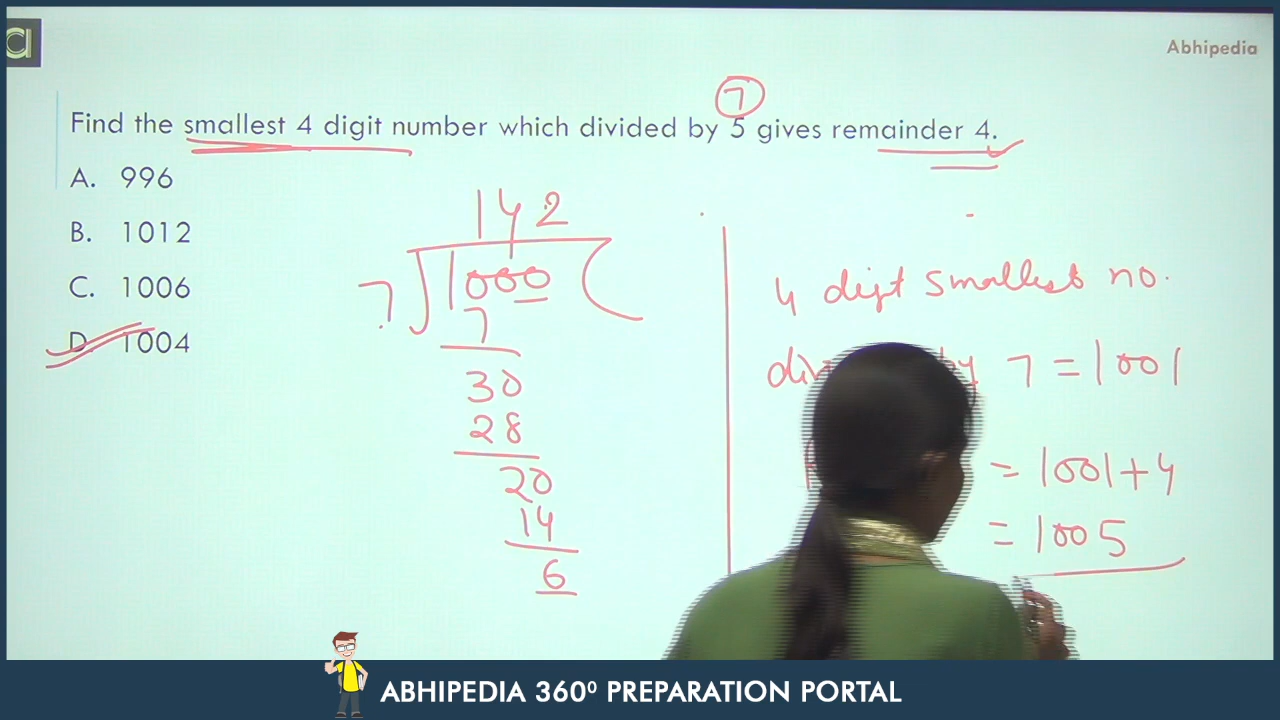 a
Abhipedia
7
Find the smallest 4 digit number which divided by 5 gives remainder 4.
A. 996
B. 1012
C. 1006
D. 1004
142
7 1000
7
30
28
20
14
6
4 digit smallest no.
by 7 = 1001
= 1001+4
= 1005
ABHIPEDIA 360⁰ PREPARATION PORTAL